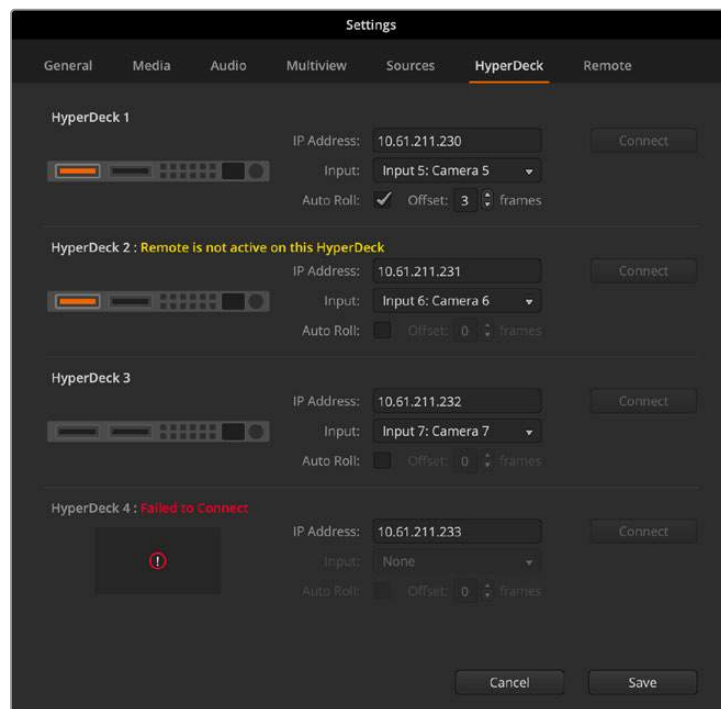 Settings
General Media Audio Multiview Sources HyperDeck Remote
HyperDeck 1
IP Address: 10.61.211.230 Connect
Input: Input 5: Camera 5
Auto Roll: Offset: 3 frames
HyperDeck 2 : Remote is not active on this HyperDeck
IP Address: 10.61.211.231 Connect
Input: Input 6: Camera 6
Auto Roll: Offset: 0 frames
HyperDeck 3
IP Address: 10.61.211.232 Connect
Input: Input 7: Camera 7
Auto Roll: Offset: 0 frames
HyperDeck 4 : Failed to Connect
IP Address: 10.61.211.233 Connect
!
Input: None
Auto Roll: Offset: 0 frames
Cancel Save